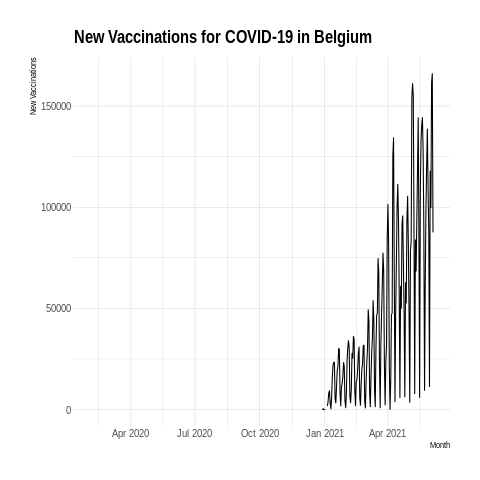 New Vaccinations for COVID-19 in Belgium
New Vaccinations
150000
100000
50000
0
Apr 2020 Jul 2020 Oct 2020 Jan 2021 Apr 2021
Month